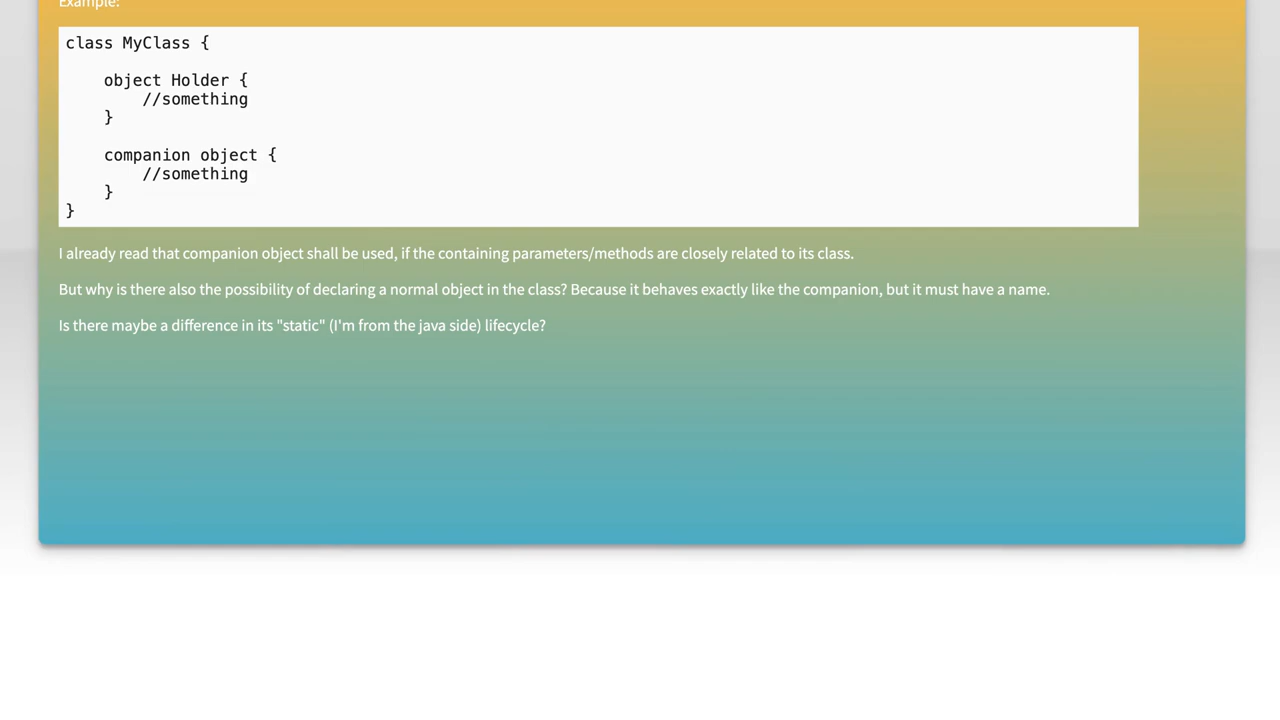 Example:
class MyClass {
object Holder {
//something
}
companion object {
//something
}
}
I already read that companion object shall be used, if the containing parameters/methods are closely related to its class.
But why is there also the possibility of declaring a normal object in the class? Because it behaves exactly like the companion, but it must have a name.
Is there maybe a difference in its "static" (I'm from the java side) lifecycle?